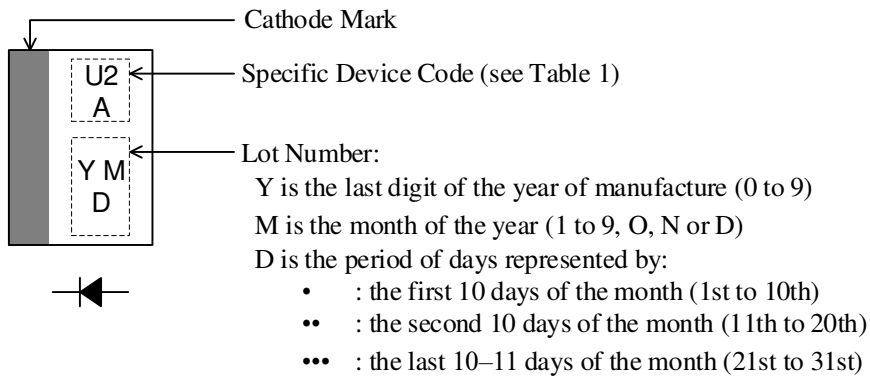 Cathode Mark
U2
A
Specific Device Code (see Table 1)
Y M
D
Lot Number:
Y is the last digit of the year of manufacture (0 to 9)
M is the month of the year (1 to 9, O, N or D)
D is the period of days represented by:
• : the first 10 days of the month (1st to 10th)
•• : the second 10 days of the month (11th to 20th)
••• : the last 10–11 days of the month (21st to 31st)